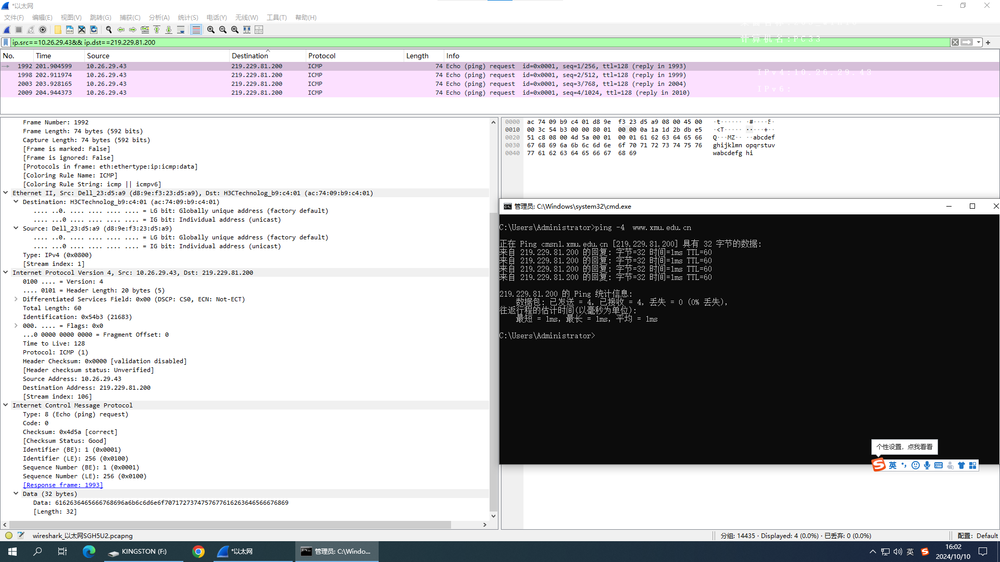 *以太网
文件(F) 编辑(E) 视图(V) 跳转(G) 捕获(C) 分析(A) 统计(S) 电话(Y) 无线(W) 工具(T) 帮助(H)
计算机名:PC33
ip.src==10.26.29.43&& ip.dst==219.229.81.200
No. Time Source Destination Protocol Length Info
1992 201.904599 10.26.29.43 219.229.81.200 ICMP 74 Echo (ping) request id=0x0001, seq=1/256, ttl=128 (reply in 1993)
IPv4:10.26.29.43
1998 202.911974 10.26.29.43 219.229.81.200 ICMP 74 Echo (ping) request id=0x0001, seq=2/512, ttl=128 (reply in 1999)
2003 203.928165 10.26.29.43 219.229.81.200 ICMP 74 Echo (ping) request id=0x0001, seq=3/768, ttl=128 (reply in 2004)
IPv6:
2009 204.944373 10.26.29.43 219.229.81.200 ICMP 74 Echo (ping) request id=0x0001, seq=4/1024, ttl=128 (reply in 2010)
Frame Number: 1992
Frame Length: 74 bytes (592 bits)
Capture Length: 74 bytes (592 bits)
[Frame is marked: False]
[Frame is ignored: False]
[Protocols in frame: eth:ethertype:ip:icmp:data]
[Coloring Rule Name: ICMP]
[Coloring Rule String: icmp || icmpv6]
Ethernet II, Src: Dell_23:d5:a9 (d8:9e:f3:23:d5:a9), Dst: H3CTechnolog_b9:c4:01 (ac:74:09:b9:c4:01)
Destination: H3CTechnolog_b9:c4:01 (ac:74:09:b9:c4:01)
.... ..0. .... .... .... .... = LG bit: Globally unique address (factory default)
.... ...0 .... .... .... .... = IG bit: Individual address (unicast)
Source: Dell_23:d5:a9 (d8:9e:f3:23:d5:a9)
.... ..0. .... .... .... .... = LG bit: Globally unique address (factory default)
.... ...0 .... .... .... .... = IG bit: Individual address (unicast)
Type: IPv4 (0x0800)
[Stream index: 1]
Internet Protocol Version 4, Src: 10.26.29.43, Dst: 219.229.81.200
0100 .... = Version: 4
.... 0101 = Header Length: 20 bytes (5)
Differentiated Services Field: 0x00 (DSCP: CS0, ECN: Not-ECT)
Total Length: 60
Identification: 0x54b3 (21683)
000. .... = Flags: 0x0
...0 0000 0000 0000 = Fragment Offset: 0
Time to Live: 128
Protocol: ICMP (1)
Header Checksum: 0x0000 [validation disabled]
[Header checksum status: Unverified]
Source Address: 10.26.29.43
Destination Address: 219.229.81.200
[Stream index: 106]
Internet Control Message Protocol
Type: 8 (Echo (ping) request)
Code: 0
Checksum: 0x4d5a [correct]
[Checksum Status: Good]
Identifier (BE): 1 (0x0001)
Identifier (LE): 256 (0x0100)
Sequence Number (BE): 1 (0x0001)
Sequence Number (LE): 256 (0x0100)
[Response frame: 1993]
Data (32 bytes)
Data: 6162636465666768696a6b6c6d6e6f7071727374757677616263646566676869
[Length: 32]
0000 ac 74 09 b9 c4 01 d8 9e f3 23 d5 a9 08 00 45 00 ·t······ ·#····E·
0010 00 3c 54 b3 00 00 80 01 00 00 0a 1a 1d 2b db e5 ·<T····· ·····+··
0020 51 c8 08 00 4d 5a 00 01 00 01 61 62 63 64 65 66 Q···MZ·· ··abcdef
0030 67 68 69 6a 6b 6c 6d 6e 6f 70 71 72 73 74 75 76 ghijklmn opqrstuv
0040 77 61 62 63 64 65 66 67 68 69 wabcdefg hi
管理员: C:\Windows\system32\cmd.exe
C:\Users\Administrator>ping -4 www.xmu.edu.cn
正在 Ping cmsn1.xmu.edu.cn [219.229.81.200] 具有 32 字节的数据:
来自 219.229.81.200 的回复: 字节=32 时间=1ms TTL=60
来自 219.229.81.200 的回复: 字节=32 时间=1ms TTL=60
来自 219.229.81.200 的回复: 字节=32 时间=1ms TTL=60
来自 219.229.81.200 的回复: 字节=32 时间=1ms TTL=60
219.229.81.200 的 Ping 统计信息:
数据包: 已发送 = 4，已接收 = 4，丢失 = 0 (0% 丢失)，
往返行程的估计时间(以毫秒为单位):
最短 = 1ms，最长 = 1ms，平均 = 1ms
C:\Users\Administrator>
个性设置，点我看看
S 英
wireshark_以太网SGH5U2.pcapng
分组: 14435 · Displayed: 4 (0.0%) · 已丢弃: 0 (0.0%)
配置: Default
KINGSTON (F:)
*以太网
管理员: C:\Windo...
英
16:02
2024/10/10